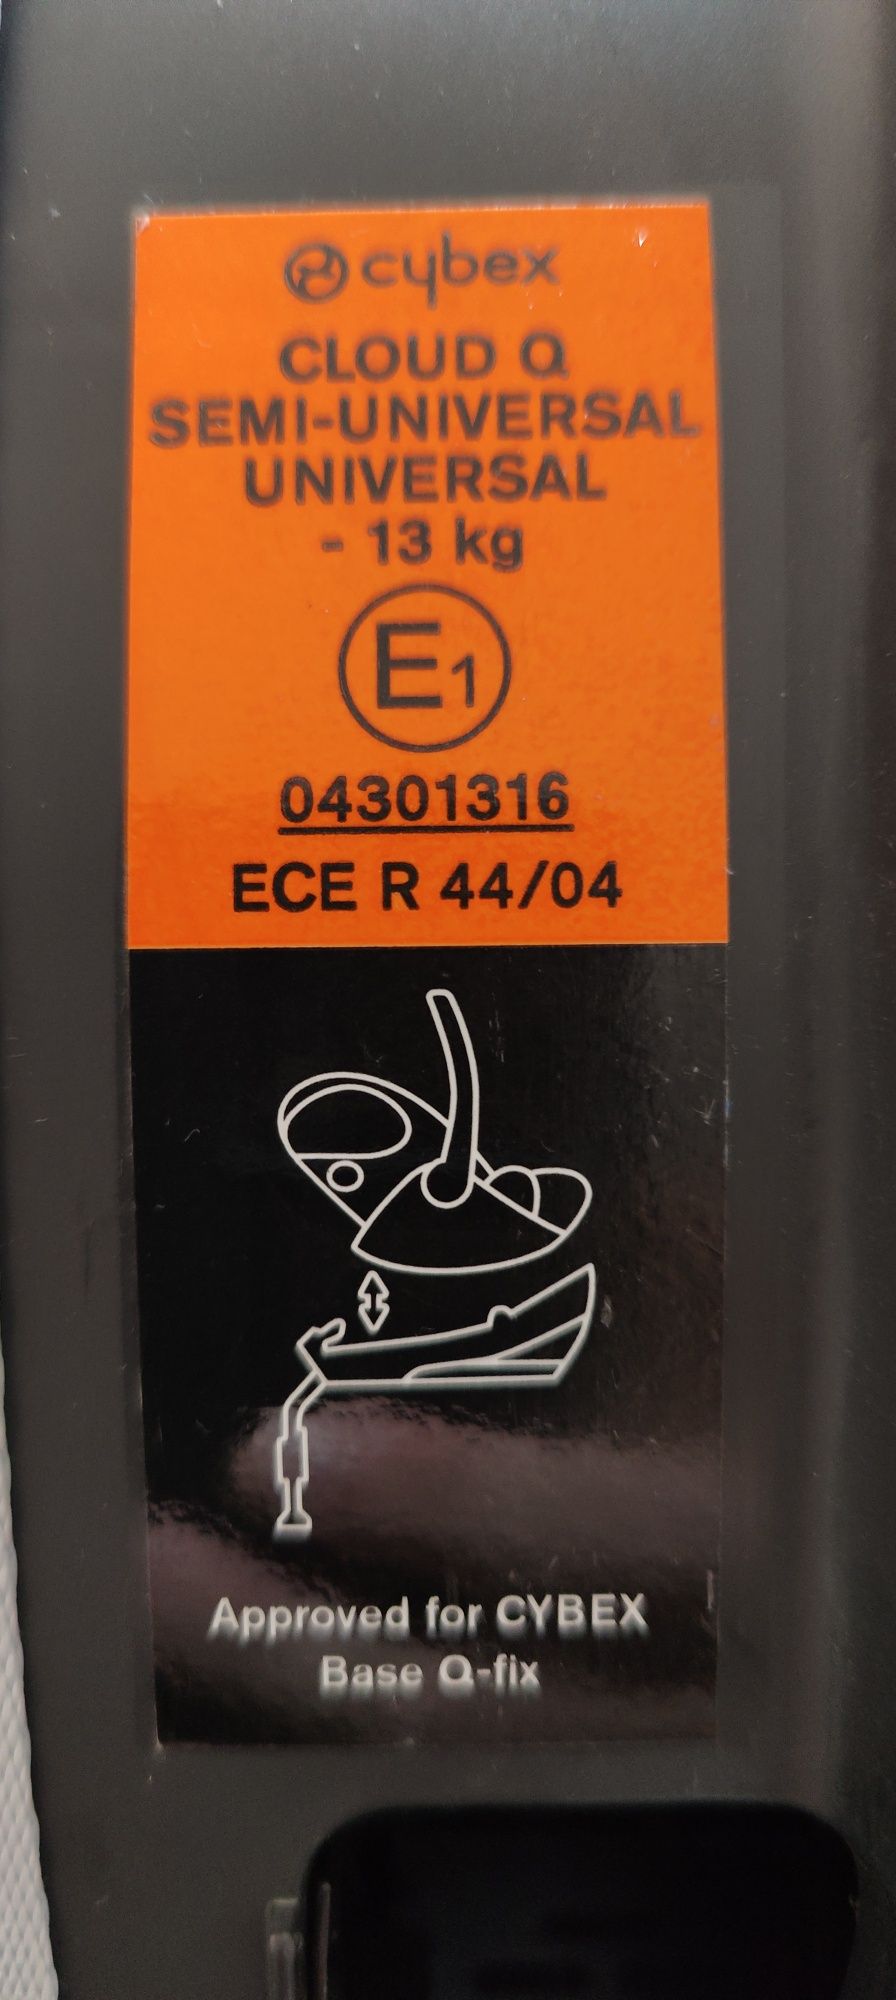 cybex
CLOUD Q
SEMI-UNIVERSAL
UNIVERSAL
- 13 kg
E1
04301316
ECE R 44/04
Approved for CYBEX
Base Q-fix